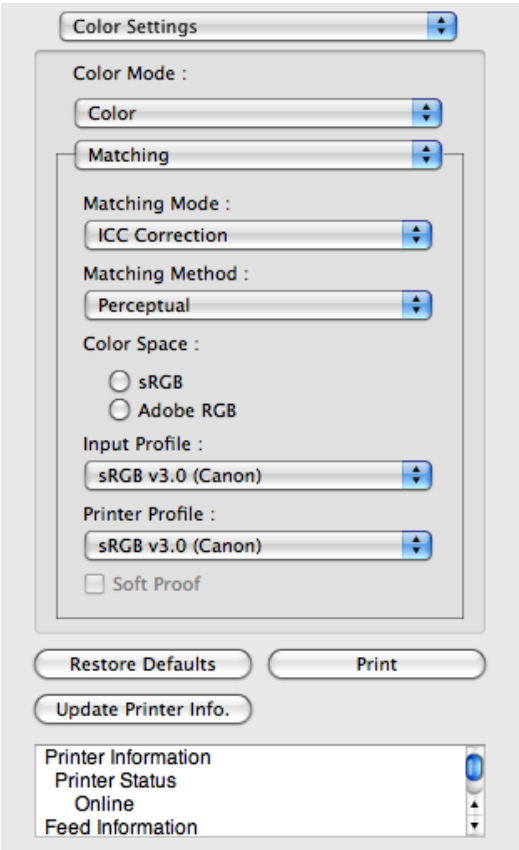 Color Settings
Color Mode :
Color
Matching
Matching Mode :
ICC Correction
Matching Method :
Perceptual
Color Space :
sRGB
Adobe RGB
Input Profile :
sRGB v3.0 (Canon)
Printer Profile :
sRGB v3.0 (Canon)
Soft Proof
Restore Defaults Print
Update Printer Info.
Printer Information
Printer Status
Online
Feed Information